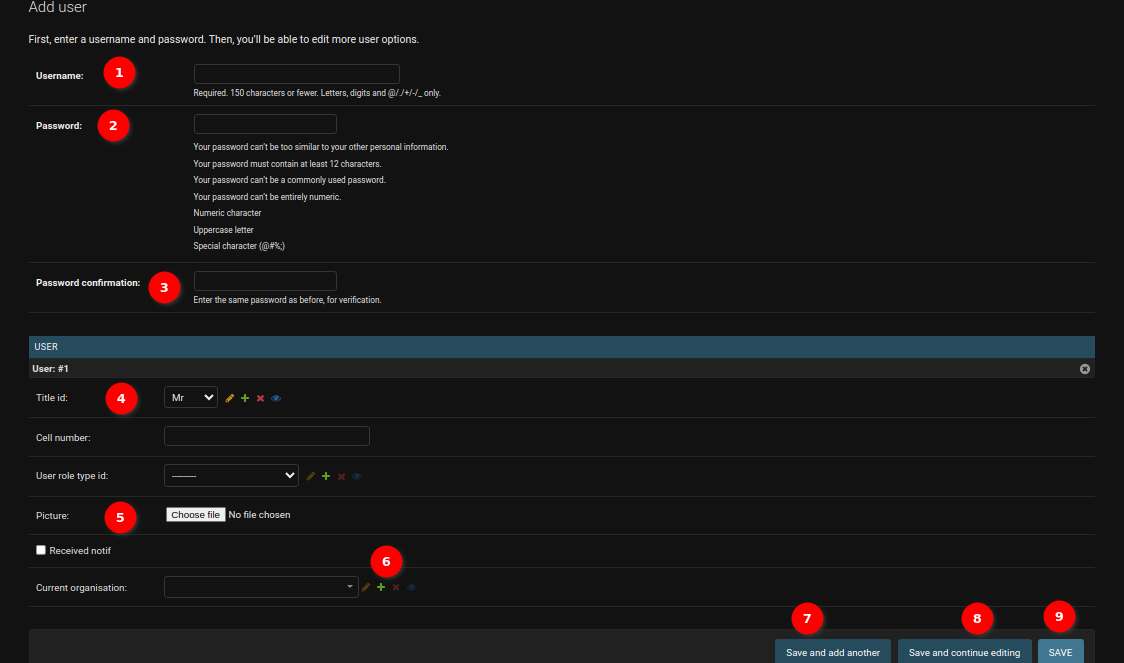 Add user
First, enter a username and password. Then, you'll be able to edit more user options.
Username: 1
Required. 150 characters or fewer. Letters, digits and @/./+/-/_ only.
Password: 2
Your password can't be too similar to your other personal information.
Your password must contain at least 12 characters.
Your password can't be a commonly used password.
Your password can't be entirely numeric.
Numeric character
Uppercase letter
Special character (@#%;)
Password confirmation: 3
Enter the same password as before, for verification.
USER
User: #1
Title id: 4 Mr
Cell number:
User role type id: ---------
Picture: 5 Choose file No file chosen
Received notif
6
Current organisation:
7 8 9
Save and add another Save and continue editing SAVE